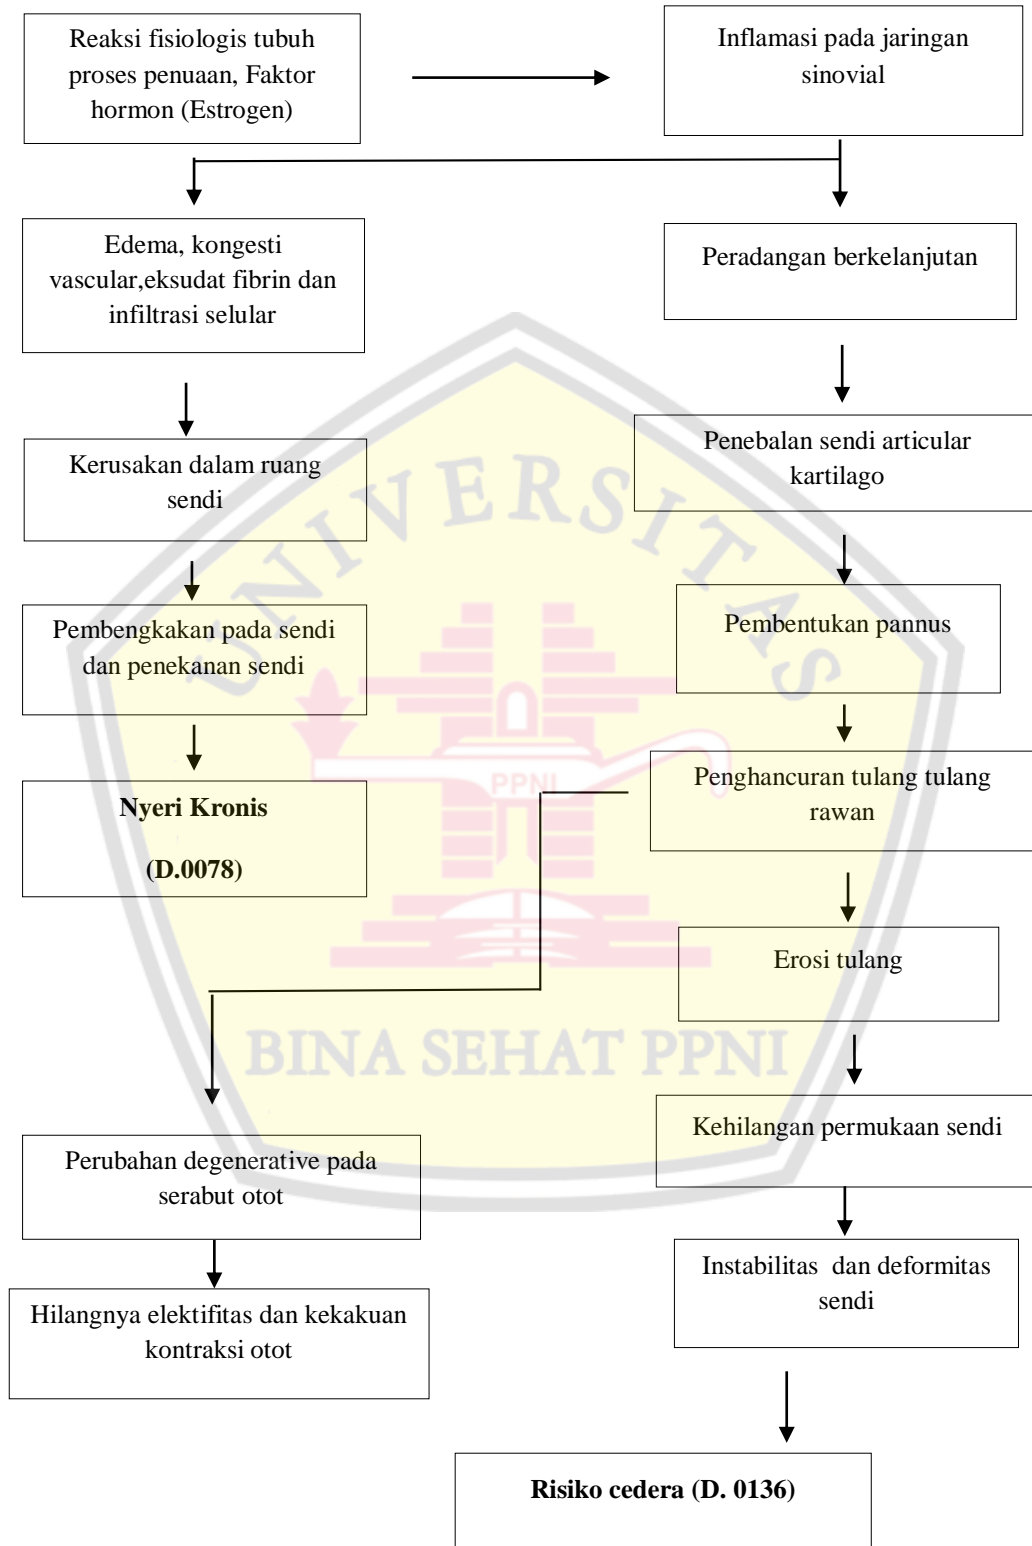 Reaksi fisiologis tubuh
proses penuaan, Faktor
hormon (Estrogen)
Inflamasi pada jaringan
sinovial
Edema, kongesti
vascular,eksudat fibrin dan
infiltrasi selular
Peradangan berkelanjutan
Kerusakan dalam ruang
sendi
Penebalan sendi articular
kartilago
Pembengkakan pada sendi
dan penekanan sendi
Pembentukan pannus
Nyeri Kronis
(D.0078)
Penghancuran tulang tulang
rawan
Erosi tulang
Kehilangan permukaan sendi
Perubahan degenerative pada
serabut otot
Instabilitas dan deformitas
sendi
Hilangnya elektifitas dan kekakuan
kontraksi otot
Risiko cedera (D. 0136)
UNIVERSITAS
PPNI
BINA SEHAT PPNI